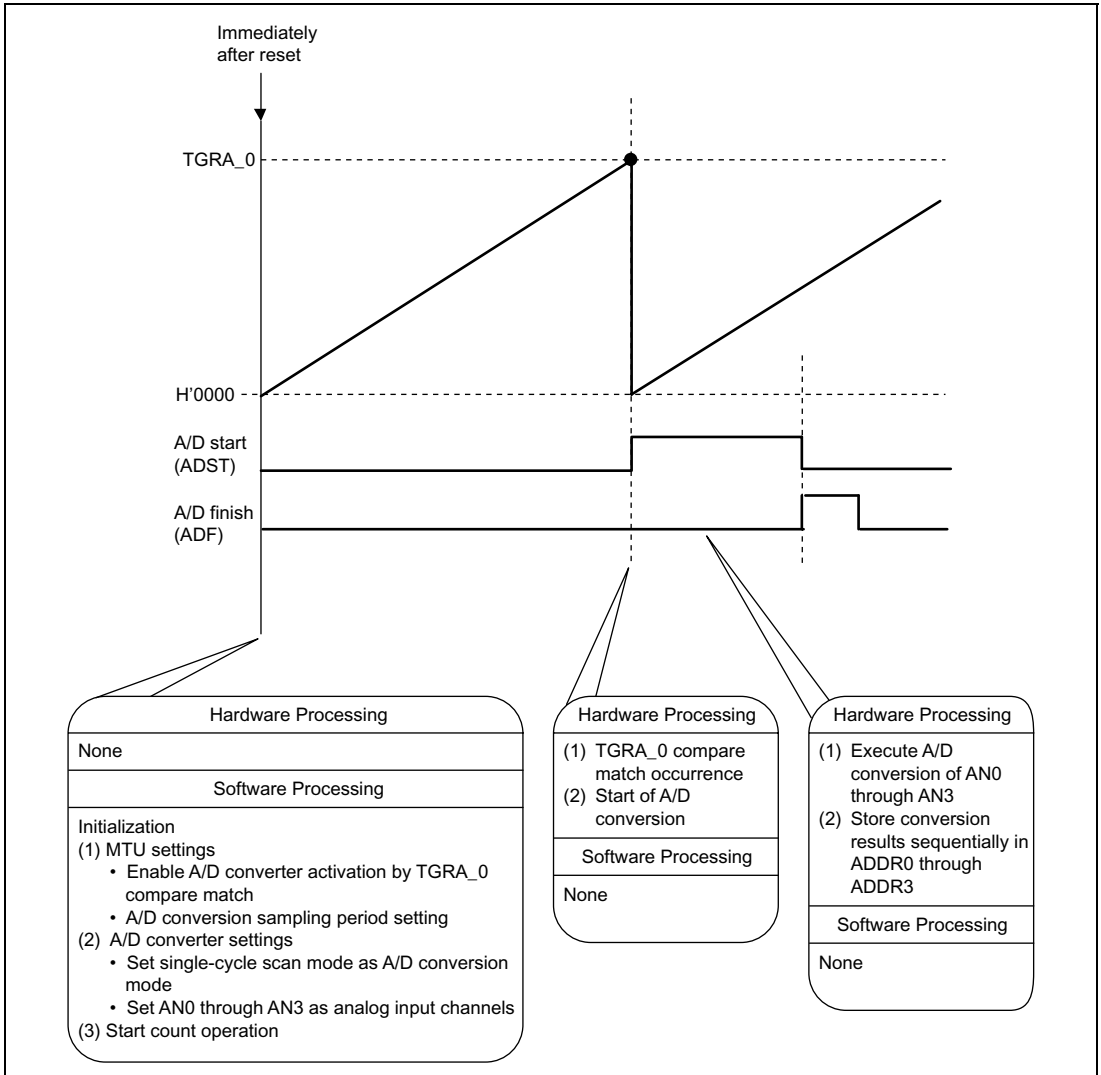 Immediately
after reset
TGRA_0
H'0000
A/D start
(ADST)
A/D finish
(ADF)
Hardware Processing
None
Software Processing
Initialization
(1) MTU settings
• Enable A/D converter activation by TGRA_0
compare match
• A/D conversion sampling period setting
(2) A/D converter settings
• Set single-cycle scan mode as A/D conversion
mode
• Set AN0 through AN3 as analog input channels
(3) Start count operation
Hardware Processing
(1) TGRA_0 compare
match occurrence
(2) Start of A/D
conversion
Software Processing
None
Hardware Processing
(1) Execute A/D
conversion of AN0
through AN3
(2) Store conversion
results sequentially in
ADDR0 through
ADDR3
Software Processing
None